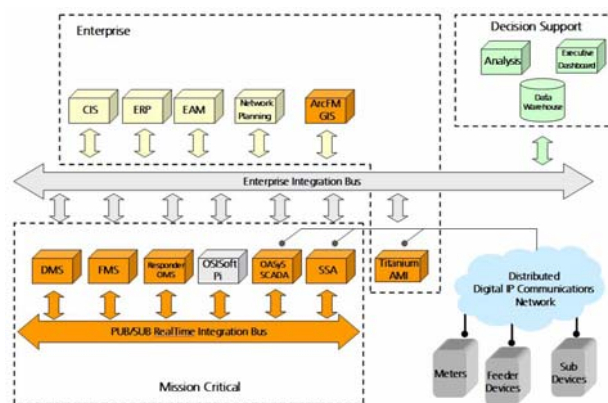 Enterprise
Decision Support
Analysis
Executive
Dashboard
Data
Warehouse
CIS
ERP
EAM
Network
Planning
ArcFM
GIS
Enterprise Integration Bus
DMS
FMS
Responder
OMS
OSISoft
Pi
OASyS
SCADA
SSA
Titanium
AMI
Distributed
Digital IP Communications
Network
PUB/SUB RealTime Integration Bus
Meters
Feeder
Devices
Sub
Devices
Mission Critical